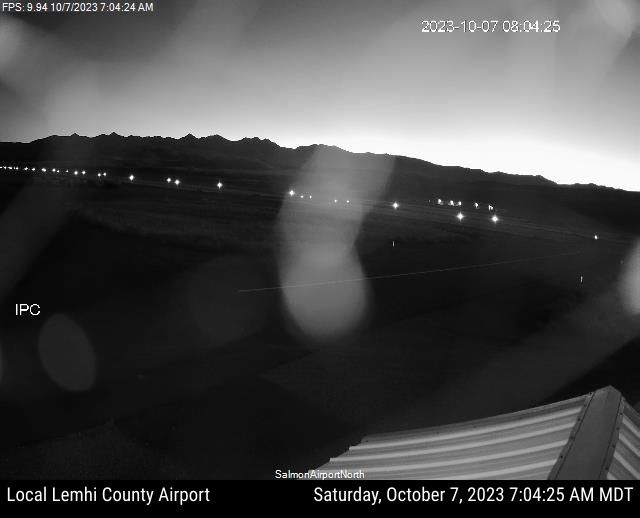 FPS: 9.94 10/7/2023 7:04:24 AM
2023-10-07 08:04:25
IPC
SalmonAirportNorth
Local Lemhi County Airport
Saturday, October 7, 2023 7:04:25 AM MDT